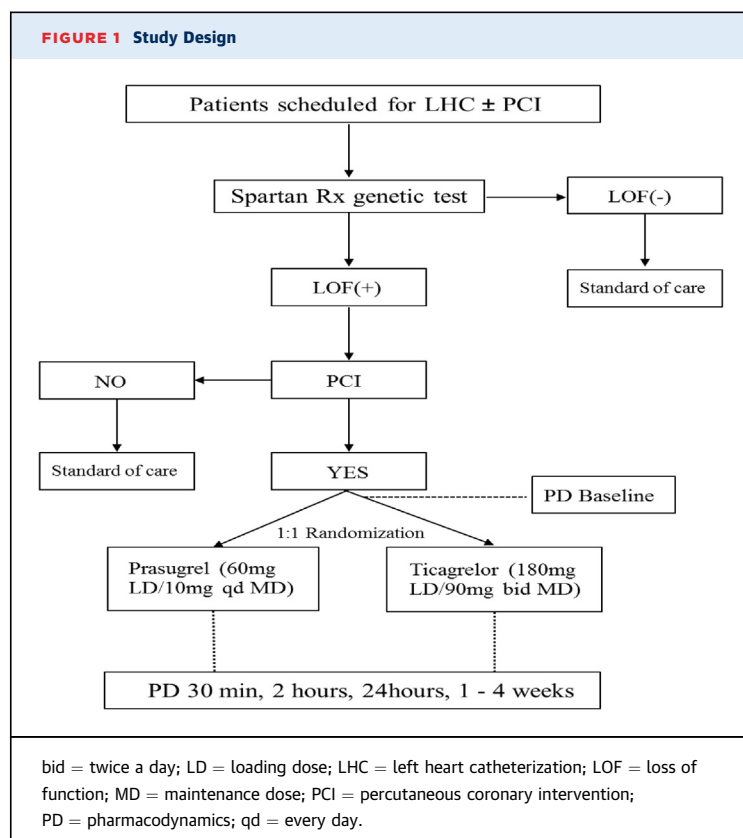 FIGURE 1 Study Design
Patients scheduled for LHC ± PCI
Spartan Rx genetic test
LOF(-)
LOF(+)
Standard of care
NO
PCI
Standard of care
YES
PD Baseline
1:1 Randomization
Prasugrel (60mg
LD/10mg qd MD)
Ticagrelor (180mg
LD/90mg bid MD)
PD 30 min, 2 hours, 24hours, 1 - 4 weeks
bid = twice a day; LD = loading dose; LHC = left heart catheterization; LOF = loss of
function; MD = maintenance dose; PCI = percutaneous coronary intervention;
PD = pharmacodynamics; qd = every day.